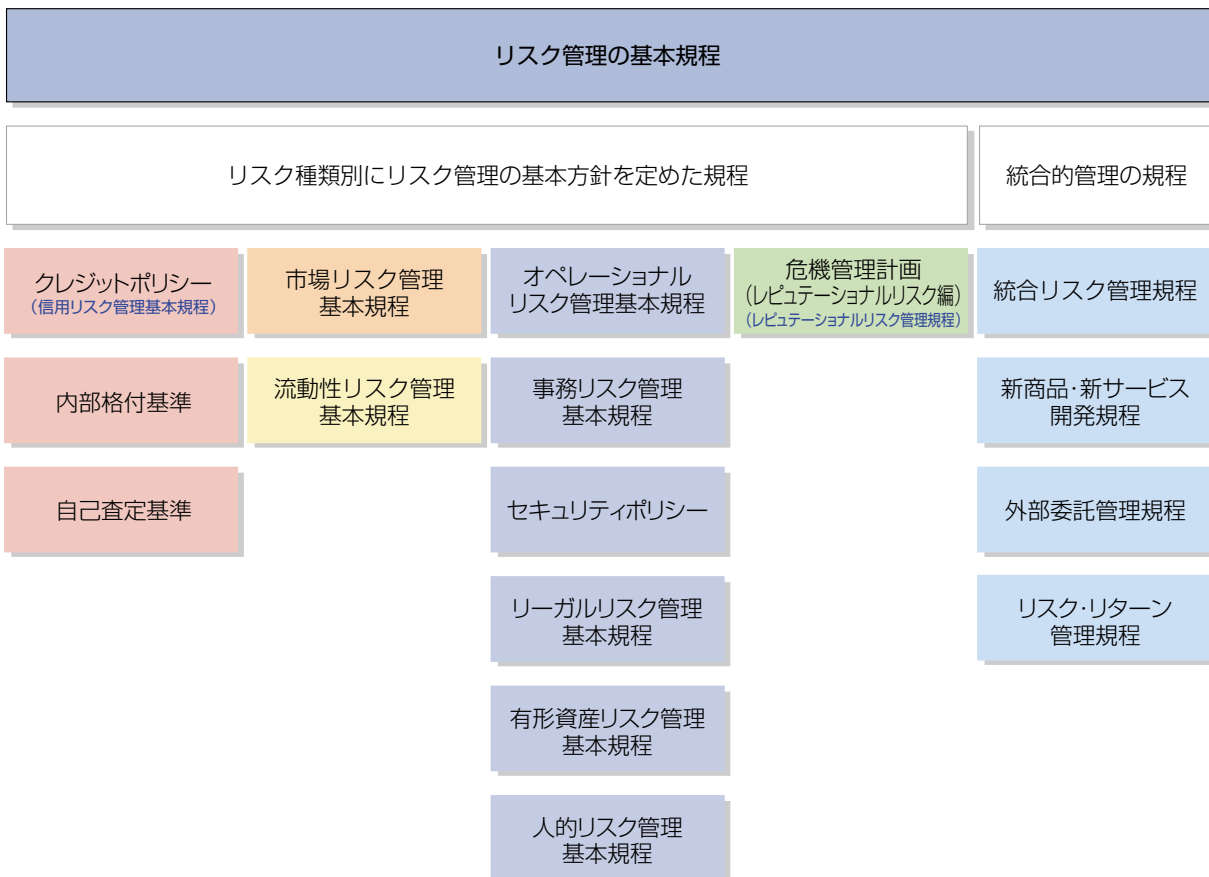 リスク管理の基本規程
リスク種類別にリスク管理の基本方針を定めた規程
統合的管理の規程
クレジットポリシー
(信用リスク管理基本規程)
市場リスク管理
基本規程
オペレーショナル
リスク管理基本規程
危機管理計画
(レピュテーショナルリスク編)
(レピュテーショナルリスク管理規程)
統合リスク管理規程
内部格付基準
流動性リスク管理
基本規程
事務リスク管理
基本規程
新商品・新サービス
開発規程
自己査定基準
セキュリティポリシー
外部委託管理規程
リーガルリスク管理
基本規程
リスク・リターン
管理規程
有形資産リスク管理
基本規程
人的リスク管理
基本規程